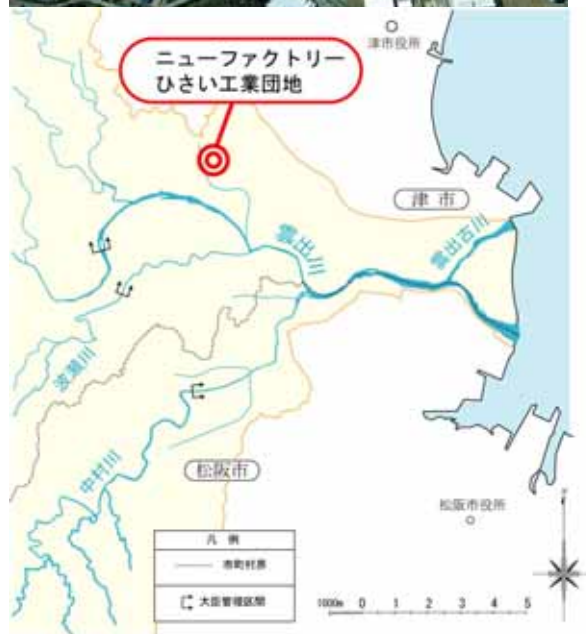 津市役所
ニューファクトリー
ひさい工業団地
津市
雲出川
雲出古川
波瀬川
中村川
松阪市
松阪市役所
凡例
市町村界
大臣管理区間
1000m 0 1 2 3 4 5